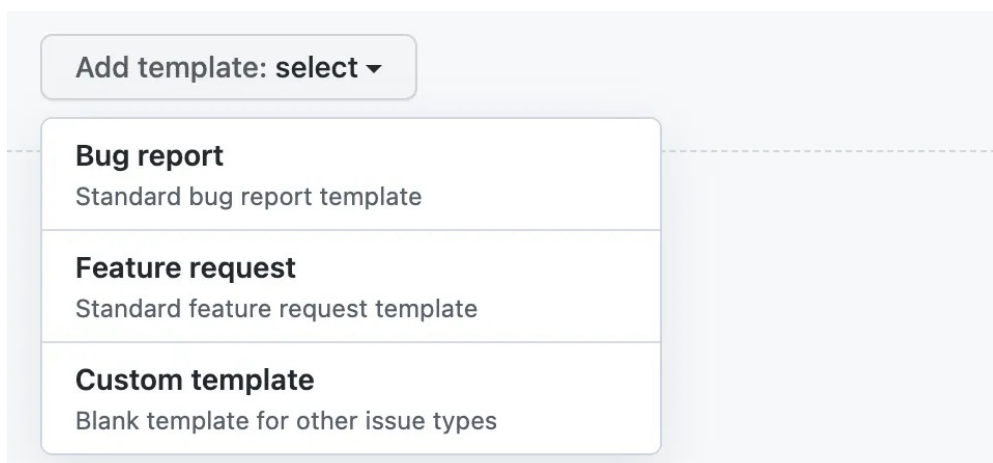 Add template: select
Bug report
Standard bug report template
Feature request
Standard feature request template
Custom template
Blank template for other issue types